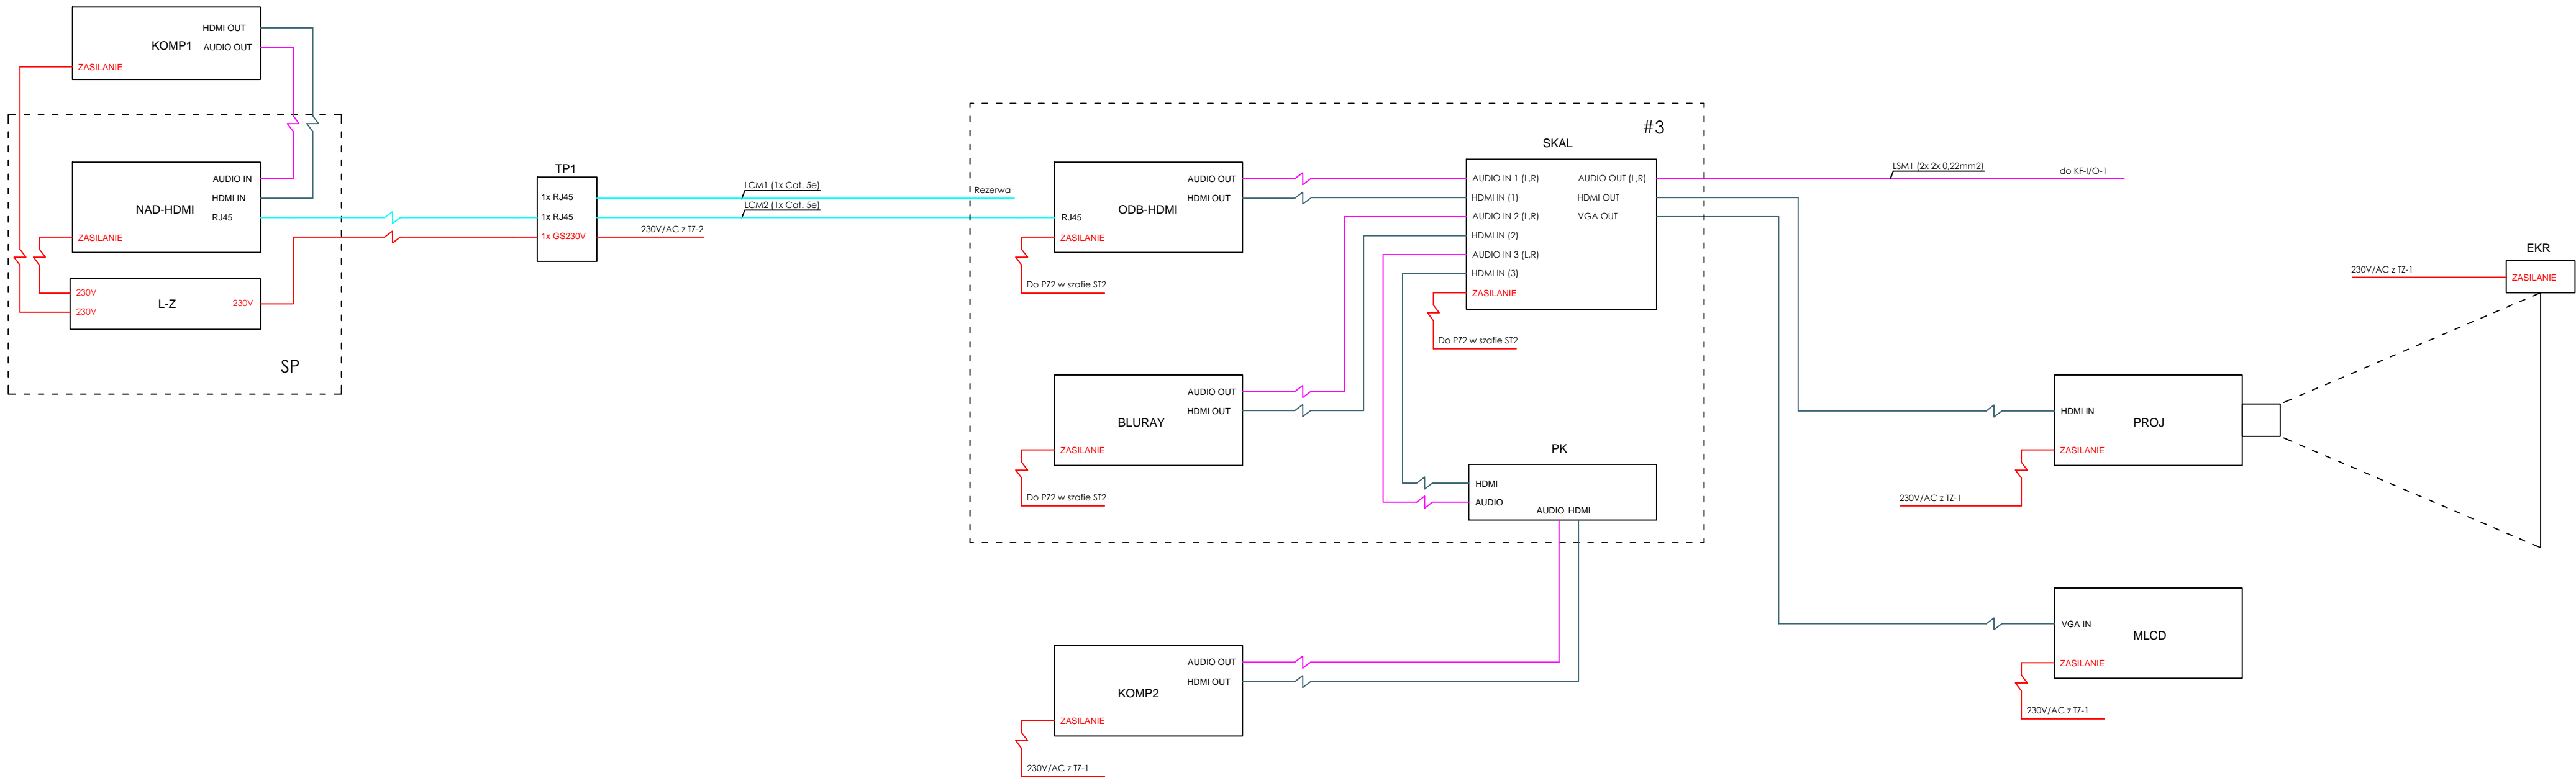 HDMI OUT
KOMP1
AUDIO OUT
ZASILANIE
AUDIO IN
HDMI IN
NAD-HDMI
RJ45
ZASILANIE
230V
L-Z
230V
230V
SP
TP1
1x RJ45
1x RJ45
1x GS230V
LCM1 (1x Cat. 5e)
LCM2 (1x Cat. 5e)
230V/AC z TZ-2
Rezerwa
#3
AUDIO OUT
HDMI OUT
ODB-HDMI
RJ45
ZASILANIE
Do PZ2 w szafie ST2
SKAL
AUDIO IN 1 (L,R)
AUDIO OUT (L,R)
HDMI IN (1)
HDMI OUT
AUDIO IN 2 (L,R)
VGA OUT
HDMI IN (2)
AUDIO IN 3 (L,R)
HDMI IN (3)
ZASILANIE
Do PZ2 w szafie ST2
AUDIO OUT
HDMI OUT
BLURAY
ZASILANIE
Do PZ2 w szafie ST2
PK
HDMI
AUDIO
AUDIO HDMI
AUDIO OUT
HDMI OUT
KOMP2
ZASILANIE
230V/AC z TZ-1
LSM1 (2x 2x 0,22mm2)
do KF-I/O-1
EKR
230V/AC z TZ-1
ZASILANIE
HDMI IN
PROJ
ZASILANIE
230V/AC z TZ-1
VGA IN
MLCD
ZASILANIE
230V/AC z TZ-1